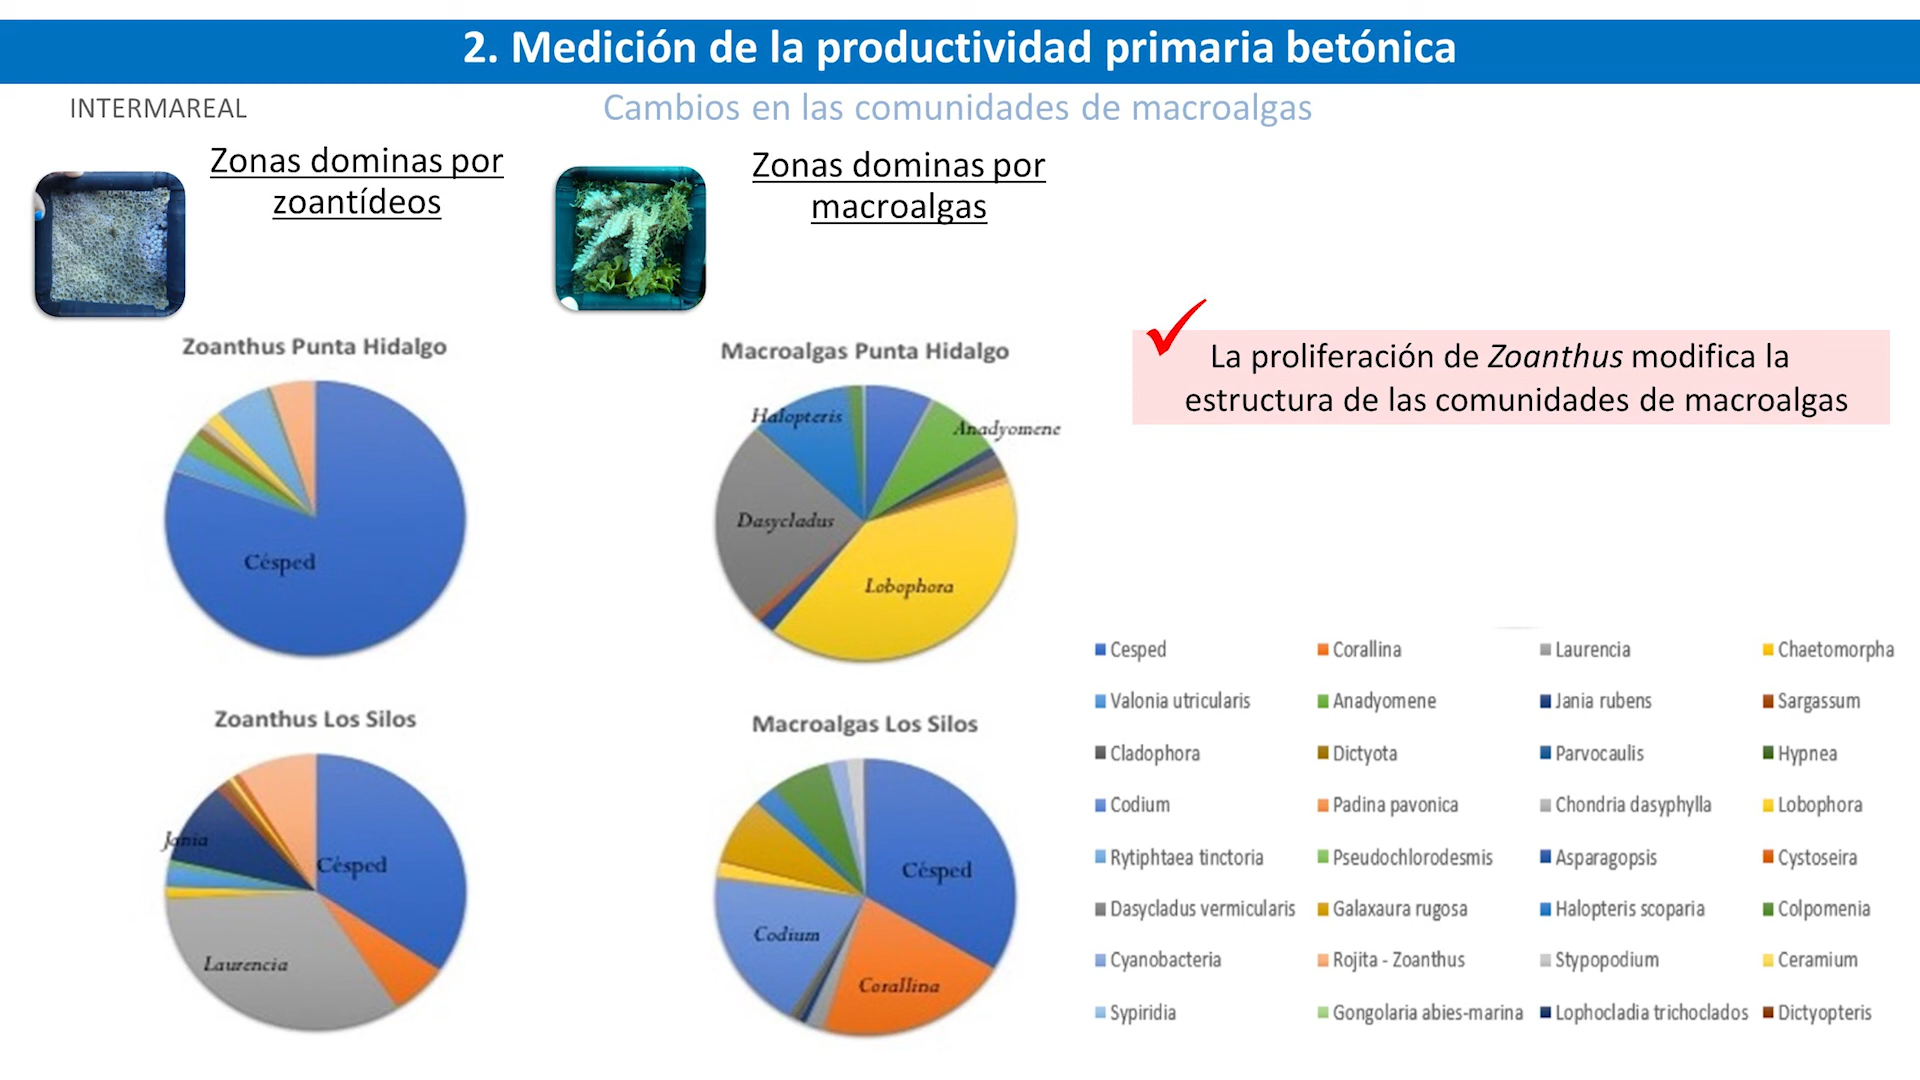 2. Medición de la productividad primaria betónica
INTERMAREAL
Cambios en las comunidades de macroalgas
Zonas dominas por
zoantídeos
Zonas dominas por
macroalgas
Zoanthus Punta Hidalgo
Césped
Macroalgas Punta Hidalgo
Halopteris
Anadyomene
Dasycladus
Lobophora
La proliferación de Zoanthus modifica la
estructura de las comunidades de macroalgas
Zoanthus Los Silos
Jania
Césped
Laurencia
Macroalgas Los Silos
Césped
Codium
Corallina
Cesped Corallina Laurencia Chaetomorpha
Valonia utricularis Anadyomene Jania rubens Sargassum
Cladophora Dictyota Parvocaulis Hypnea
Codium Padina pavonica Chondria dasyphylla Lobophora
Rytiphtaea tinctoria Pseudochlorodesmis Asparagopsis Cystoseira
Dasycladus vermicularis Galaxaura rugosa Halopteris scoparia Colpomenia
Cyanobacteria Rojita - Zoanthus Stypopodium Ceramium
Sypiridia Gongolaria abies-marina Lophocladia trichoclados Dictyopteris